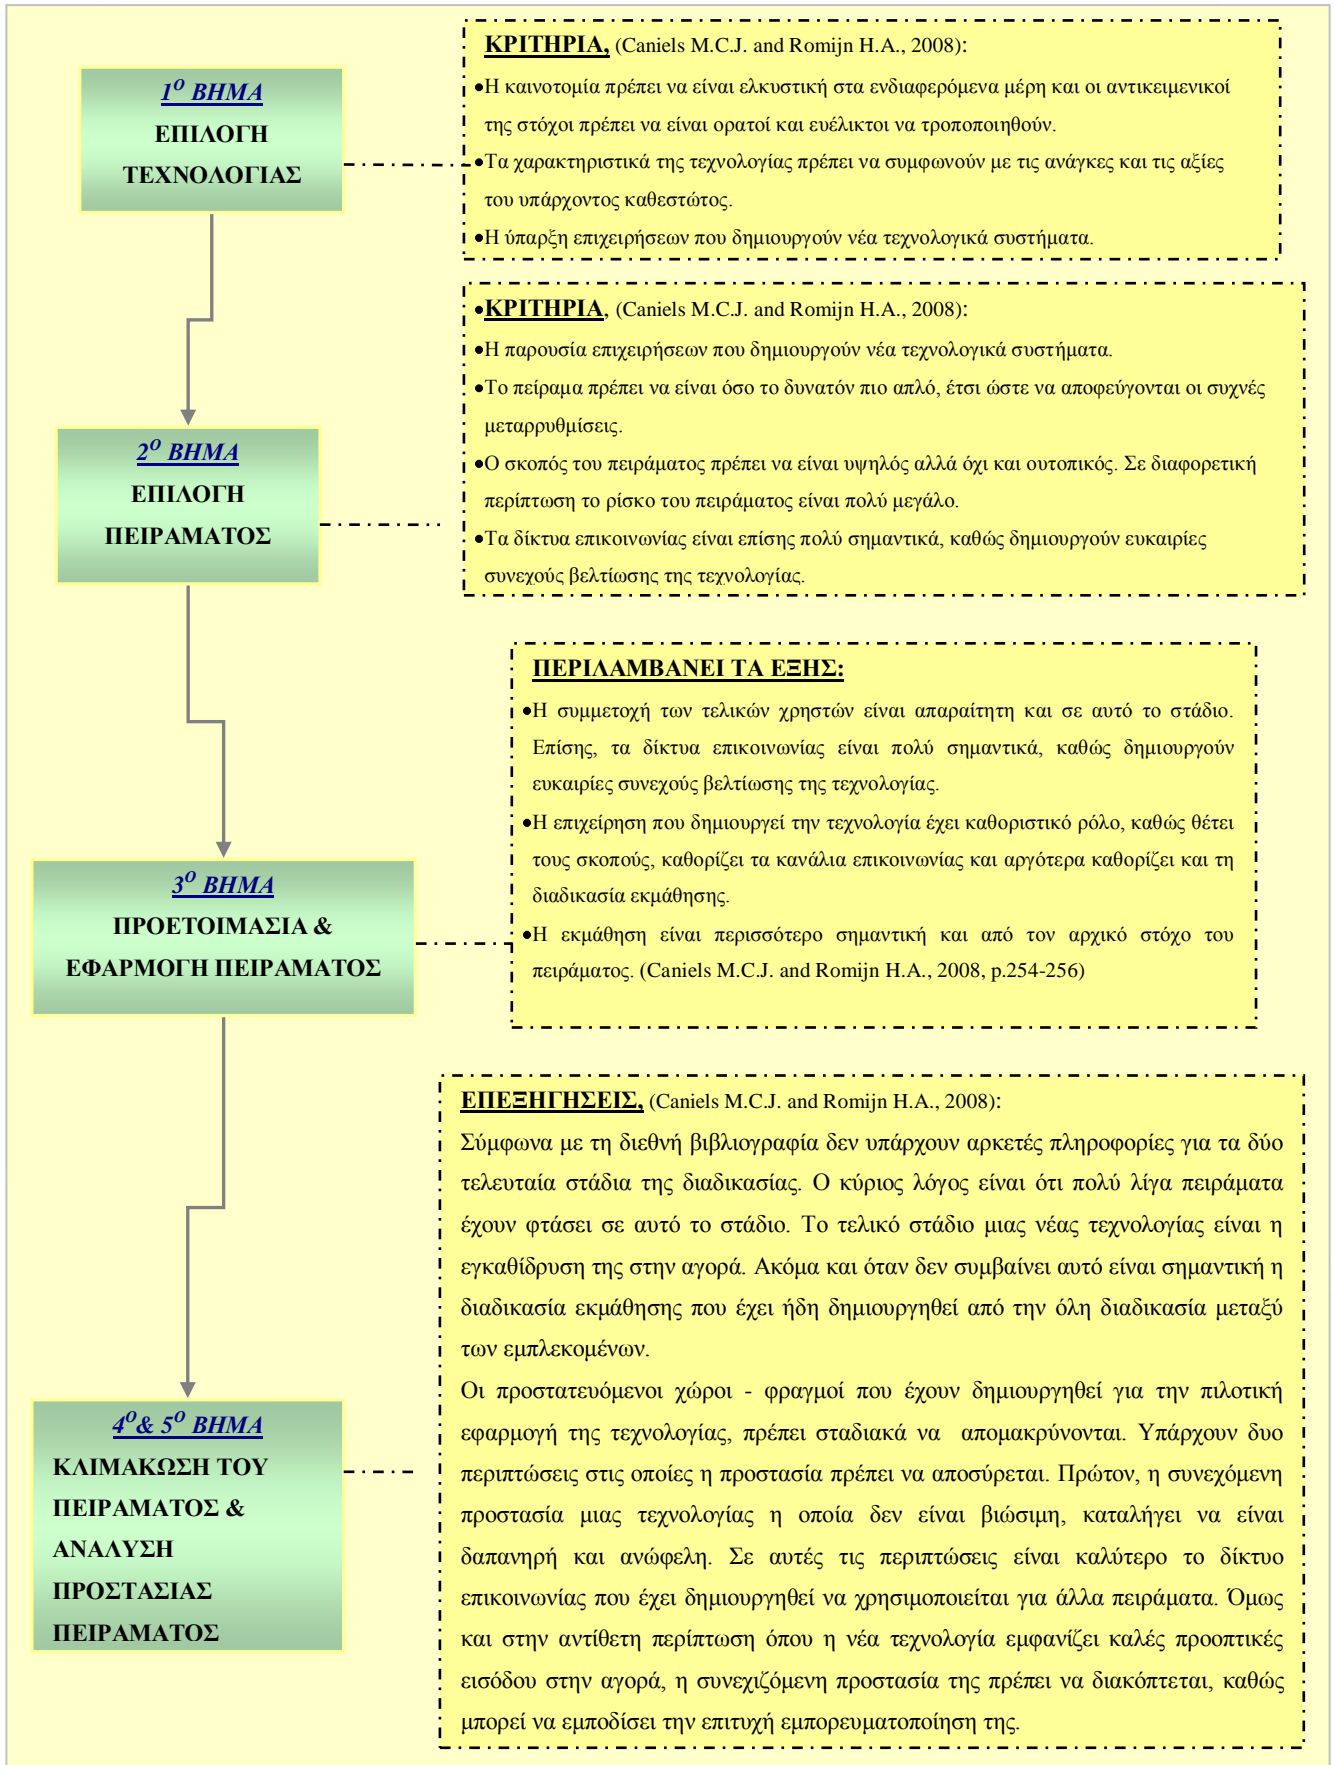 1Ο ΒΗΜΑ
ΕΠΙΛΟΓΗ
ΤΕΧΝΟΛΟΓΙΑΣ
ΚΡΙΤΗΡΙΑ, (Caniels M.C.J. and Romijn H.A., 2008):
•Η καινοτομία πρέπει να είναι ελκυστική στα ενδιαφερόμενα μέρη και οι αντικειμενικοί
της στόχοι πρέπει να είναι ορατοί και ευέλικτοι να τροποποιηθούν.
•Τα χαρακτηριστικά της τεχνολογίας πρέπει να συμφωνούν με τις ανάγκες και τις αξίες
του υπάρχοντος καθεστώτος.
•Η ύπαρξη επιχειρήσεων που δημιουργούν νέα τεχνολογικά συστήματα.
2Ο ΒΗΜΑ
ΕΠΙΛΟΓΗ
ΠΕΙΡΑΜΑΤΟΣ
•ΚΡΙΤΗΡΙΑ, (Caniels M.C.J. and Romijn H.A., 2008):
•Η παρουσία επιχειρήσεων που δημιουργούν νέα τεχνολογικά συστήματα.
•Το πείραμα πρέπει να είναι όσο το δυνατόν πιο απλό, έτσι ώστε να αποφεύγονται οι συχνές
μεταρρυθμίσεις.
•Ο σκοπός του πειράματος πρέπει να είναι υψηλός αλλά όχι και ουτοπικός. Σε διαφορετική
περίπτωση το ρίσκο του πειράματος είναι πολύ μεγάλο.
•Τα δίκτυα επικοινωνίας είναι επίσης πολύ σημαντικά, καθώς δημιουργούν ευκαιρίες
συνεχούς βελτίωσης της τεχνολογίας.
3Ο ΒΗΜΑ
ΠΡΟΕΤΟΙΜΑΣΙΑ &
ΕΦΑΡΜΟΓΗ ΠΕΙΡΑΜΑΤΟΣ
ΠΕΡΙΛΑΜΒΑΝΕΙ ΤΑ ΕΞΗΣ:
•Η συμμετοχή των τελικών χρηστών είναι απαραίτητη και σε αυτό το στάδιο.
Επίσης, τα δίκτυα επικοινωνίας είναι πολύ σημαντικά, καθώς δημιουργούν
ευκαιρίες συνεχούς βελτίωσης της τεχνολογίας.
•Η επιχείρηση που δημιουργεί την τεχνολογία έχει καθοριστικό ρόλο, καθώς θέτει
τους σκοπούς, καθορίζει τα κανάλια επικοινωνίας και αργότερα καθορίζει και τη
διαδικασία εκμάθησης.
•Η εκμάθηση είναι περισσότερο σημαντική και από τον αρχικό στόχο του
πειράματος. (Caniels M.C.J. and Romijn H.A., 2008, p.254-256)
4Ο& 5Ο ΒΗΜΑ
ΚΛΙΜΑΚΩΣΗ ΤΟΥ
ΠΕΙΡΑΜΑΤΟΣ &
ΑΝΑΛΥΣΗ
ΠΡΟΣΤΑΣΙΑΣ
ΠΕΙΡΑΜΑΤΟΣ
ΕΠΕΞΗΓΗΣΕΙΣ, (Caniels M.C.J. and Romijn H.A., 2008):
Σύμφωνα με τη διεθνή βιβλιογραφία δεν υπάρχουν αρκετές πληροφορίες για τα δύο
τελευταία στάδια της διαδικασίας. Ο κύριος λόγος είναι ότι πολύ λίγα πειράματα
έχουν φτάσει σε αυτό το στάδιο. Το τελικό στάδιο μιας νέας τεχνολογίας είναι η
εγκαθίδρυση της στην αγορά. Ακόμα και όταν δεν συμβαίνει αυτό είναι σημαντική η
διαδικασία εκμάθησης που έχει ήδη δημιουργηθεί από την όλη διαδικασία μεταξύ
των εμπλεκομένων.
Οι προστατευόμενοι χώροι - φραγμοί που έχουν δημιουργηθεί για την πιλοτική
εφαρμογή της τεχνολογίας, πρέπει σταδιακά να απομακρύνονται. Υπάρχουν δυο
περιπτώσεις στις οποίες η προστασία πρέπει να αποσύρεται. Πρώτον, η συνεχόμενη
προστασία μιας τεχνολογίας η οποία δεν είναι βιώσιμη, καταλήγει να είναι
δαπανηρή και ανώφελη. Σε αυτές τις περιπτώσεις είναι καλύτερο το δίκτυο
επικοινωνίας που έχει δημιουργηθεί να χρησιμοποιείται για άλλα πειράματα. Όμως
και στην αντίθετη περίπτωση όπου η νέα τεχνολογία εμφανίζει καλές προοπτικές
εισόδου στην αγορά, η συνεχιζόμενη προστασία της πρέπει να διακόπτεται, καθώς
μπορεί να εμποδίσει την επιτυχή εμπορευματοποίηση της.